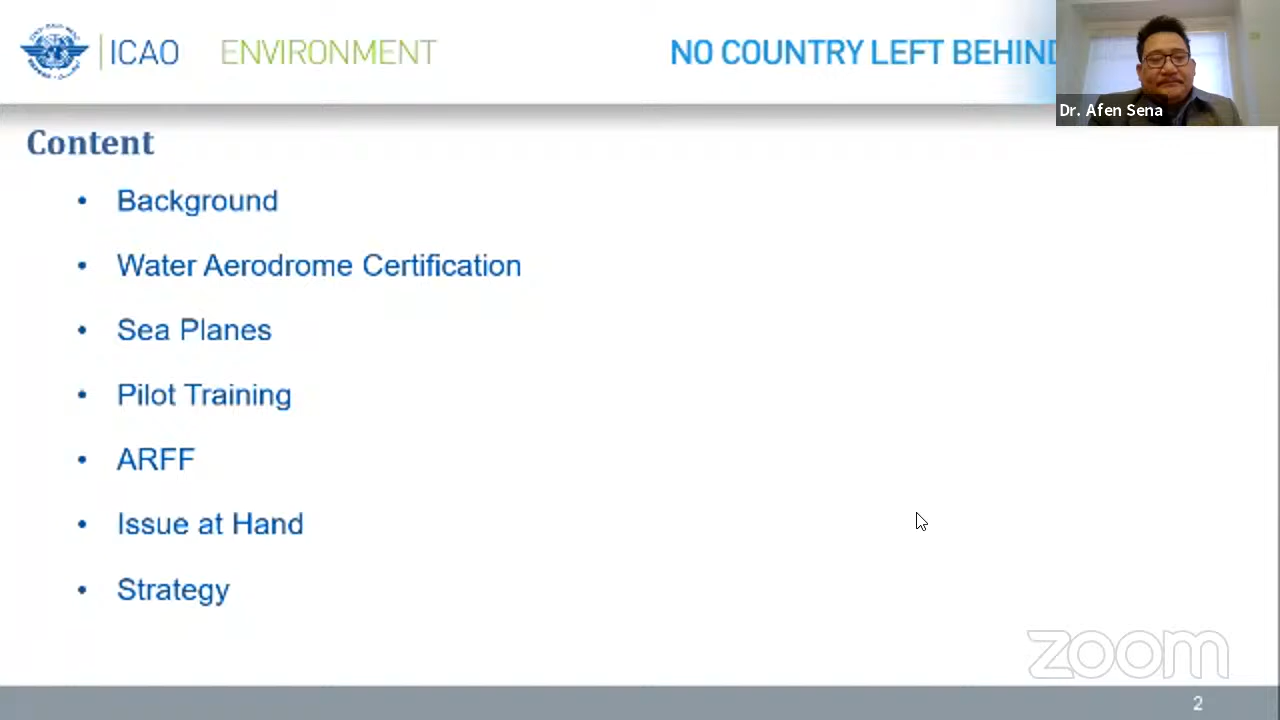 ICAO ENVIRONMENT
NO COUNTRY LEFT BEHIND
Dr. Afen Sena
Content
• Background
• Water Aerodrome Certification
• Sea Planes
• Pilot Training
• ARFF
• Issue at Hand
• Strategy
zoom
2